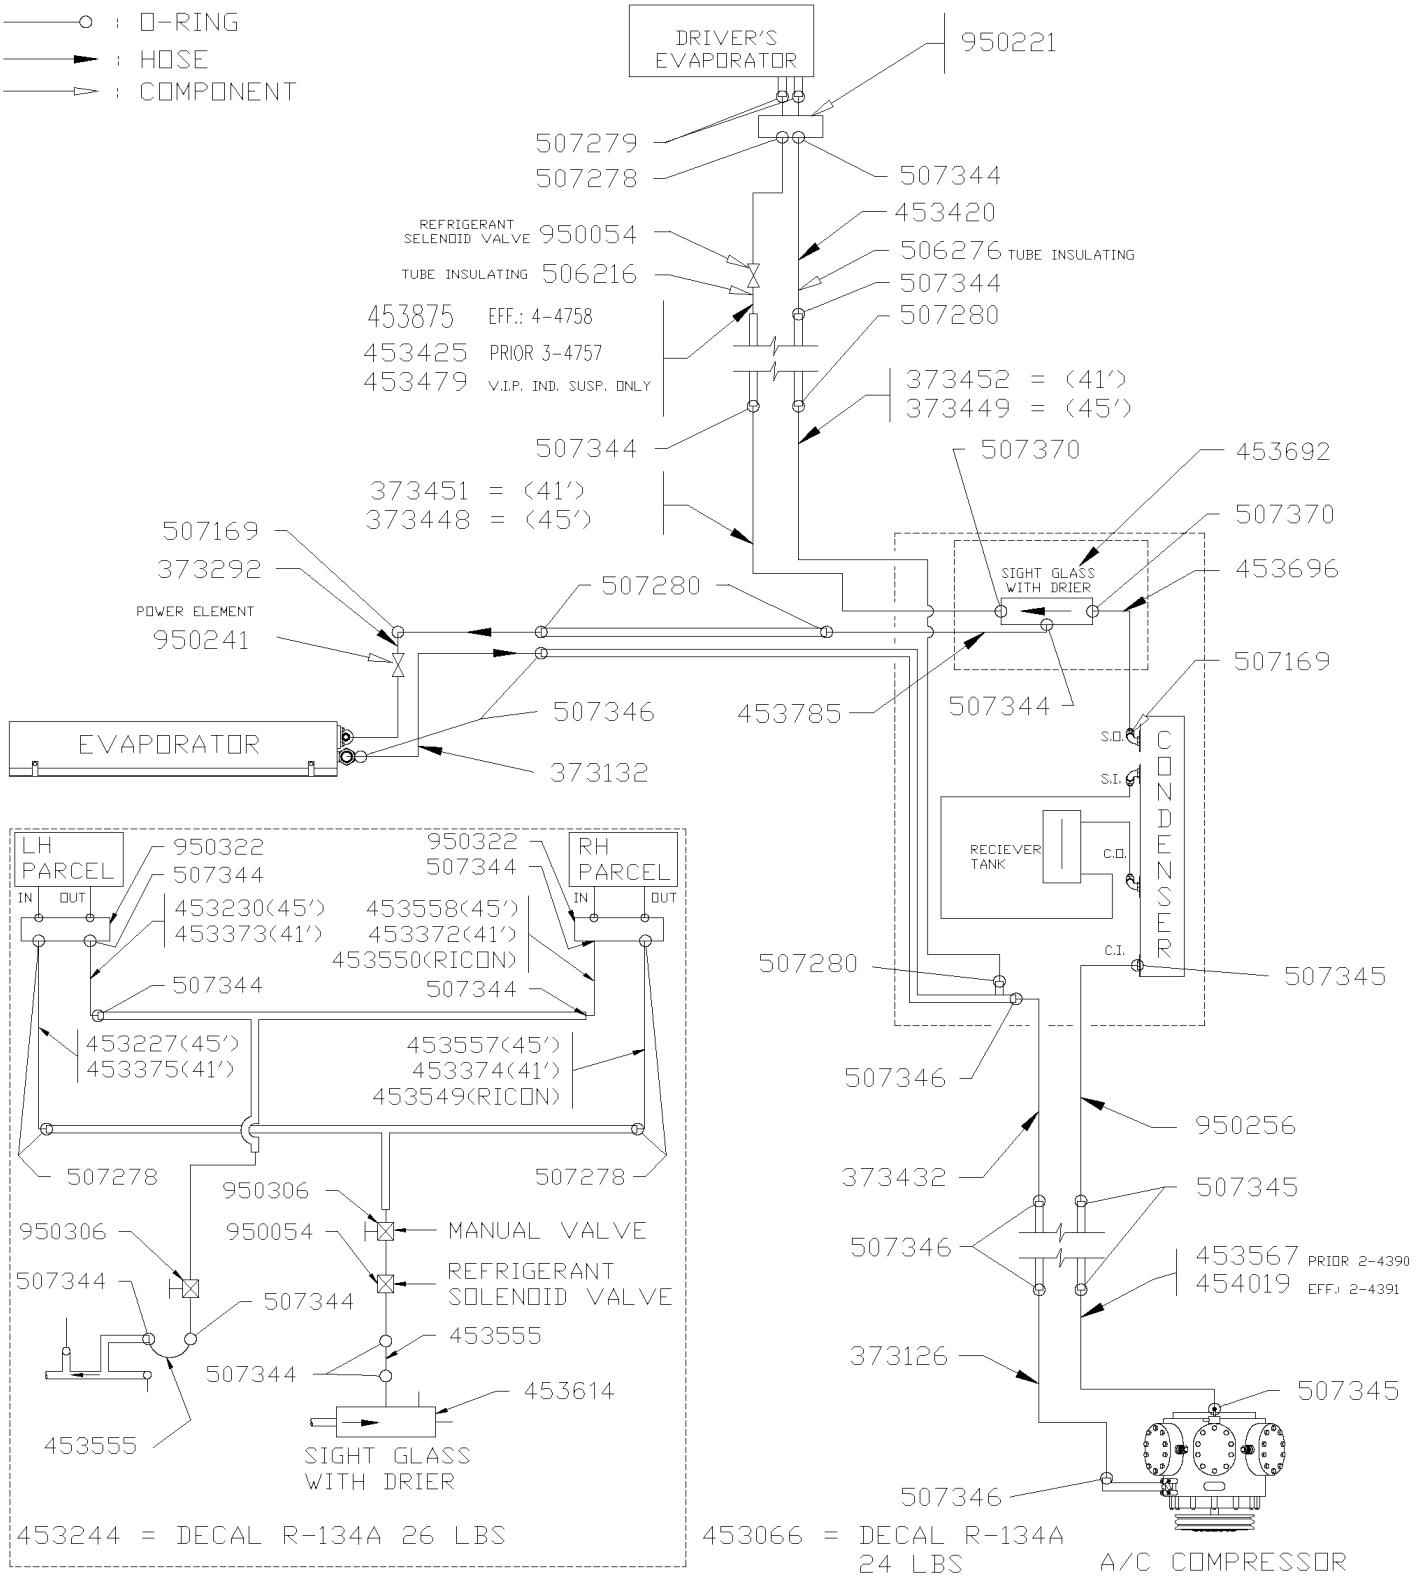 : O-RING
: HOSE
: COMPONENT
DRIVER'S
EVAPORATOR
950221
507279
507278
507344
453420
REFRIGERANT
SELENOID VALVE 950054
506276 TUBE INSULATING
TUBE INSULATING 506216
507344
507280
453875 EFF.: 4-4758
453425 PRIOR 3-4757
453479 V.I.P. IND. SUSP. ONLY
373452 = (41')
373449 = (45')
507344
507370
453692
373451 = (41')
373448 = (45')
507370
507169
373292
507280
SIGHT GLASS
WITH DRIER
453696
POWER ELEMENT
950241
507169
507346
453785
507344
EVAPORATOR
373132
S.O.
S.I.
C.O.
C.I.
CONDENSER
RECIEVER
TANK
507280
507345
507346
950256
373432
507345
507346
453567 PRIOR 2-4390
454019 EFF.: 2-4391
373126
507345
507346
A/C COMPRESSOR
453066 = DECAL R-134A
24 LBS
LH
PARCEL
IN OUT
950322
507344
453230(45')
453373(41')
950322
507344
RH
PARCEL
IN OUT
453558(45')
453372(41')
453550(RICON)
507344
507344
453227(45')
453375(41')
453557(45')
453374(41')
453549(RICON)
507278
507278
950306
950306
MANUAL VALVE
950054
REFRIGERANT
SOLENOID VALVE
507344
507344
453555
507344
453614
453555
SIGHT GLASS
WITH DRIER
453244 = DECAL R-134A 26 LBS